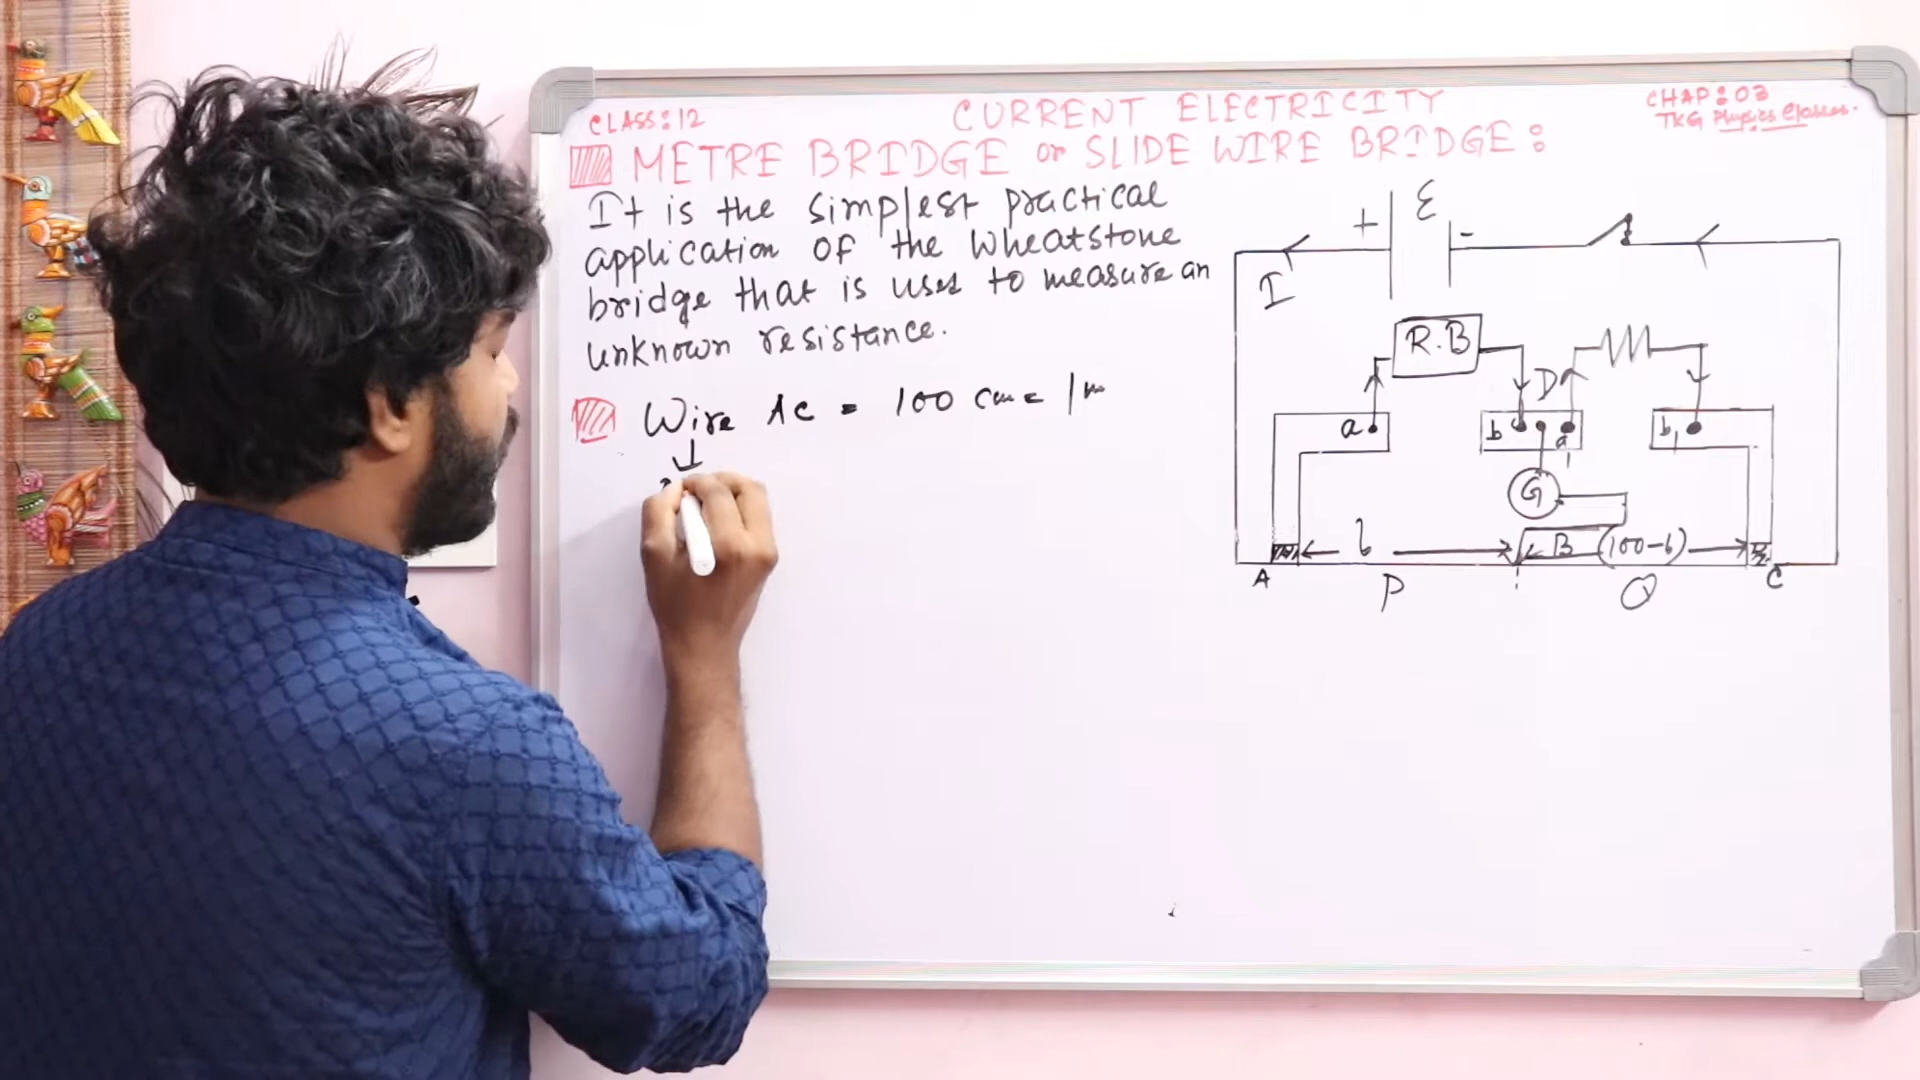 CLASS:12
CURRENT ELECTRICITY
CHAP:03
TKG Physics Classes.
METRE BRIDGE or SLIDE WIRE BRIDGE:
It is the simplest practical
application of the wheatstone
bridge that is used to measure an
unknown resistance.
Wire AC = 100 cm = 1m
+ ε -
I
R.B
D
a
b
a1
b1
G
l
B (100-l)
A
P
Q
C